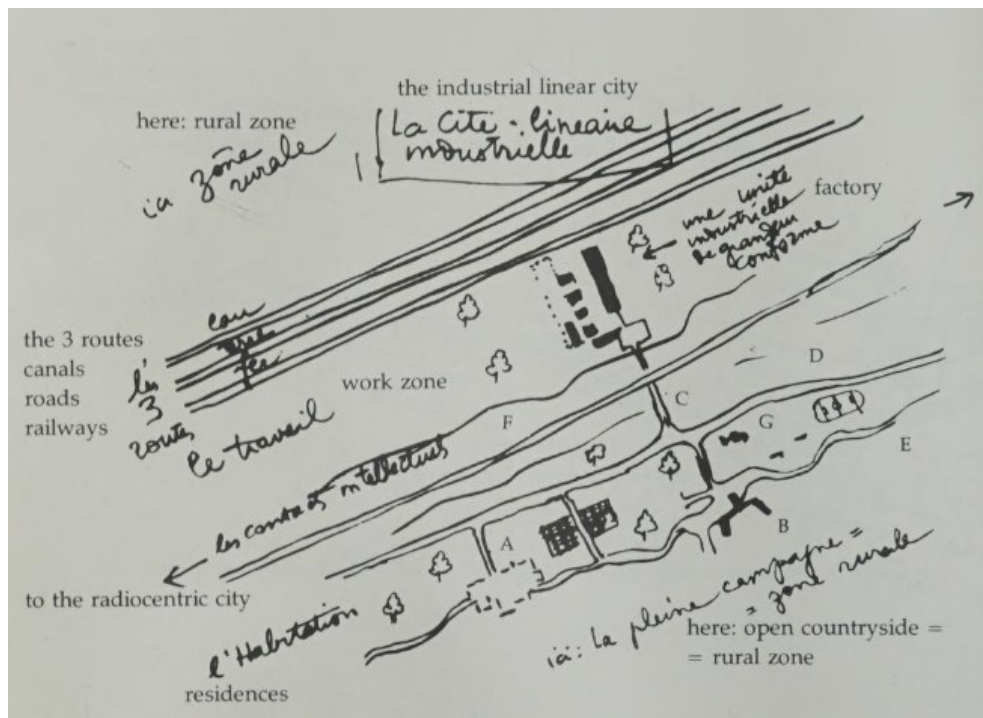 the industrial linear city
here: rural zone
La Cité - linéaire
industrielle
ici zône
rurale
factory
une unité
industrielle
de grandeur
conforme
the 3 routes
canals
roads
railways
eau
fer
les
3
routes
work zone
le travail
D
C
F
G
E
les contacts intellectuels
A
B
to the radiocentric city
l'Habitation
ici: La pleine campagne =
= zone rurale
here: open countryside =
= rural zone
residences